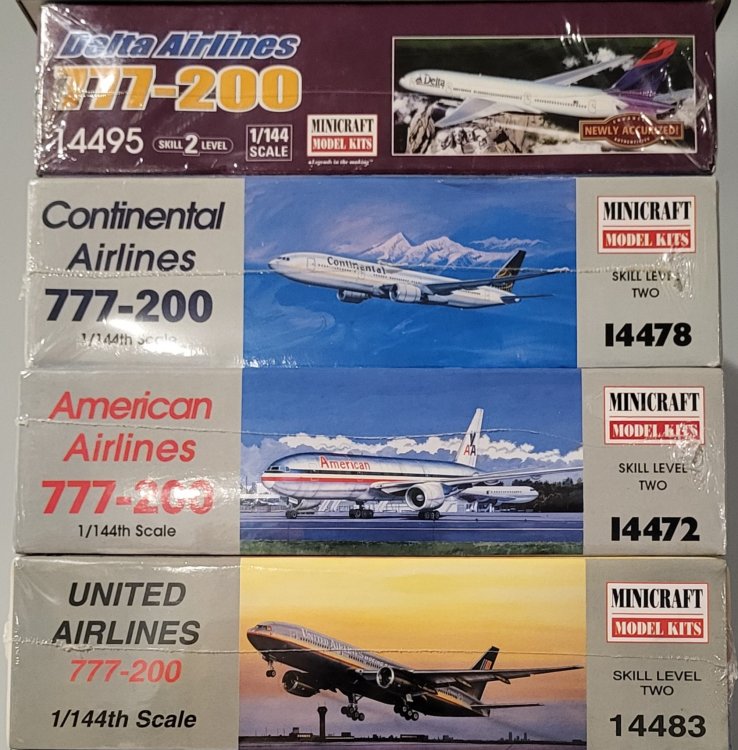 Delta Airlines
777-200
14495 SKILL 2 LEVEL
1/144
SCALE
MINICRAFT
MODEL KITS
Delta
NEWLY ACCURIZED!
Continental
Airlines
777-200
1/144th Scale
Continental
MINICRAFT
MODEL KITS
SKILL LEVEL
TWO
14478
American
Airlines
777-200
1/144th Scale
American
AA
MINICRAFT
MODEL KITS
SKILL LEVEL
TWO
14472
UNITED
AIRLINES
777-200
1/144th Scale
United Airlines
MINICRAFT
MODEL KITS
SKILL LEVEL
TWO
14483